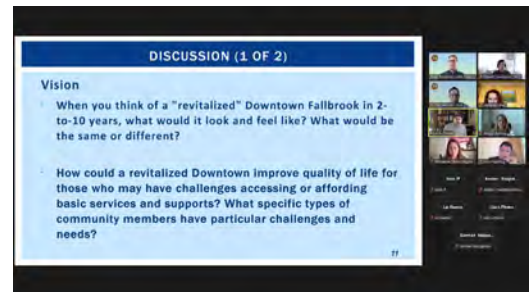 DISCUSSION (1 OF 2)
Vision
When you think of a "revitalized" Downtown Fallbrook in 2-
to-10 years, what would it look and feel like? What would be
the same or different?
How could a revitalized Downtown improve quality of life for
those who may have challenges accessing or affording
basic services and supports? What specific types of
community members have particular challenges and
needs?
11